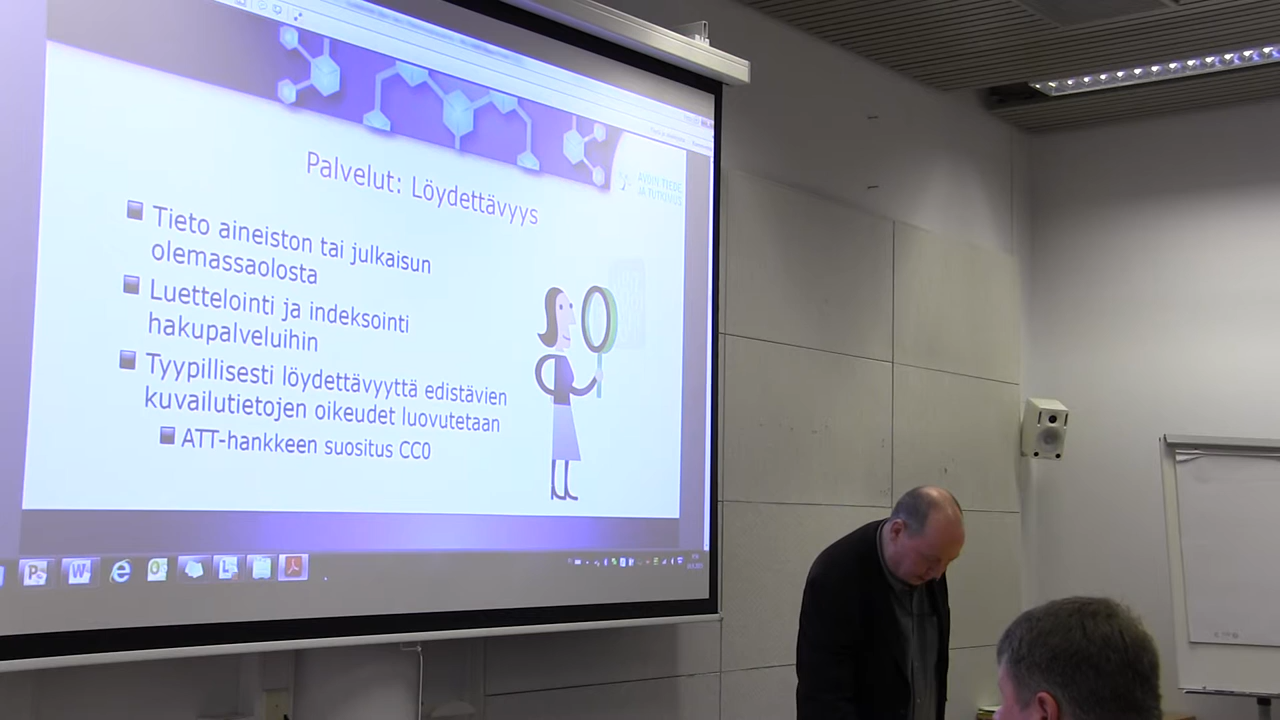 Palvelut: Löydettävyys
AVOIN TIEDE
JA TUTKIMUS
Tieto aineiston tai julkaisun
olemassaolosta
Luettelointi ja indeksointi
hakupalveluihin
Tyypillisesti löydettävyyttä edistävien
kuvailutietojen oikeudet luovutetaan
ATT-hankkeen suositus CC0